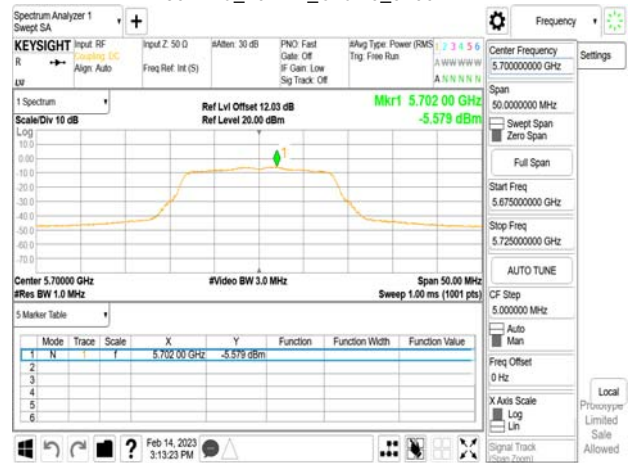 Spectrum Analyzer 1
Swept SA
+
Frequency
KEYSIGHT
R
Input: RF
Coupling: DC
Align: Auto
Input Z: 50 Ω
Freq Ref: Int (S)
#Atten: 30 dB
PNO: Fast
Gate: Off
IF Gain: Low
Sig Track: Off
#Avg Type: Power (RMS
Trig: Free Run
1 2 3 4 5 6
A W W W W W
A N N N N N
1 Spectrum
Scale/Div 10 dB
Ref Lvl Offset 12.03 dB
Ref Level 20.00 dBm
Mkr1 5.702 00 GHz
-5.579 dBm
Log
10.0
0.00
-10.0
-20.0
-30.0
-40.0
-50.0
-60.0
-70.0
1
Center 5.70000 GHz
#Res BW 1.0 MHz
#Video BW 3.0 MHz
Span 50.00 MHz
Sweep 1.00 ms (1001 pts)
5 Marker Table
Mode Trace Scale X Y Function Function Width Function Value
1 N 1 f 5.702 00 GHz -5.579 dBm
2
3
4
5
6
Feb 14, 2023
3:13:23 PM
Center Frequency
5.700000000 GHz
Settings
Span
50.0000000 MHz
Swept Span
Zero Span
Full Span
Start Freq
5.675000000 GHz
Stop Freq
5.725000000 GHz
AUTO TUNE
CF Step
5.000000 MHz
Auto
Man
Freq Offset
0 Hz
X Axis Scale
Log
Lin
Signal Track
(Span Zoom)
Local
Prototype
Limited
Sale
Allowed